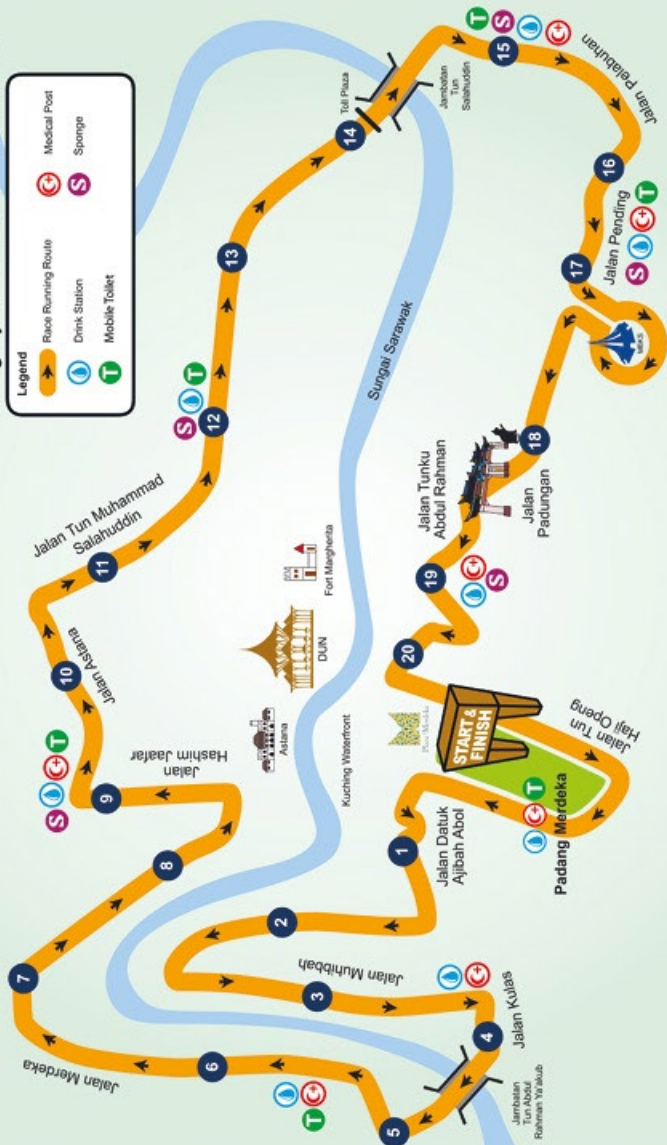 Legend
Race Running Route
Drink Station
T
Mobile Toilet
Medical Post
S
Sponge
START &
FINISH
Padang Merdeka
T
Jalan Datuk
Ajibah Abol
1
2
Jalan Muhibbah
3
Jalan Kulas
4
Jambatan
Tun Abdul
Rahman Ya'akub
5
T
6
Jalan Merdeka
7
8
Jalan
Hashim Jaafar
9
S
T
Jalan Astana
10
11
Jalan Tun Muhammad
Salahuddin
12
S
T
13
14
Toll Plaza
Jambatan
Tun
Salahuddin
T
S
15
Jalan Pelabuhan
16
Jalan Pending
S
T
17
MBKS
18
Jalan
Padungan
Jalan Tunku
Abdul Rahman
19
S
20
Jalan Tun
Haji Openg
Astana
DUN
Fort Margherita
Kuching Waterfront
Sungai Sarawak